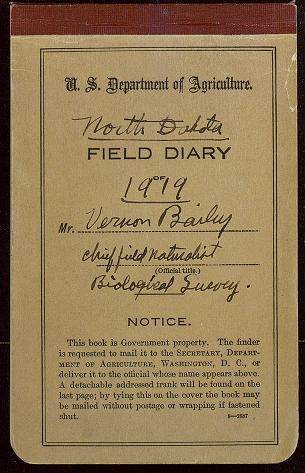 U. S. Department of Agriculture.
North Dakota
FIELD DIARY
OF
1919
Mr. Vernon Bailey
chief field naturalist
(Official title.)
Biological Survey.
NOTICE.
This book is Government property. The finder
is requested to mail it to the SECRETARY, DEPART-
MENT OF AGRICULTURE, WASHINGTON, D. C., or
deliver it to the official whose name appears above.
A detachable addressed frank will be found on the
last page; by tying this on the cover the book may
be mailed without postage or wrapping if fastened
shut.
8—2587